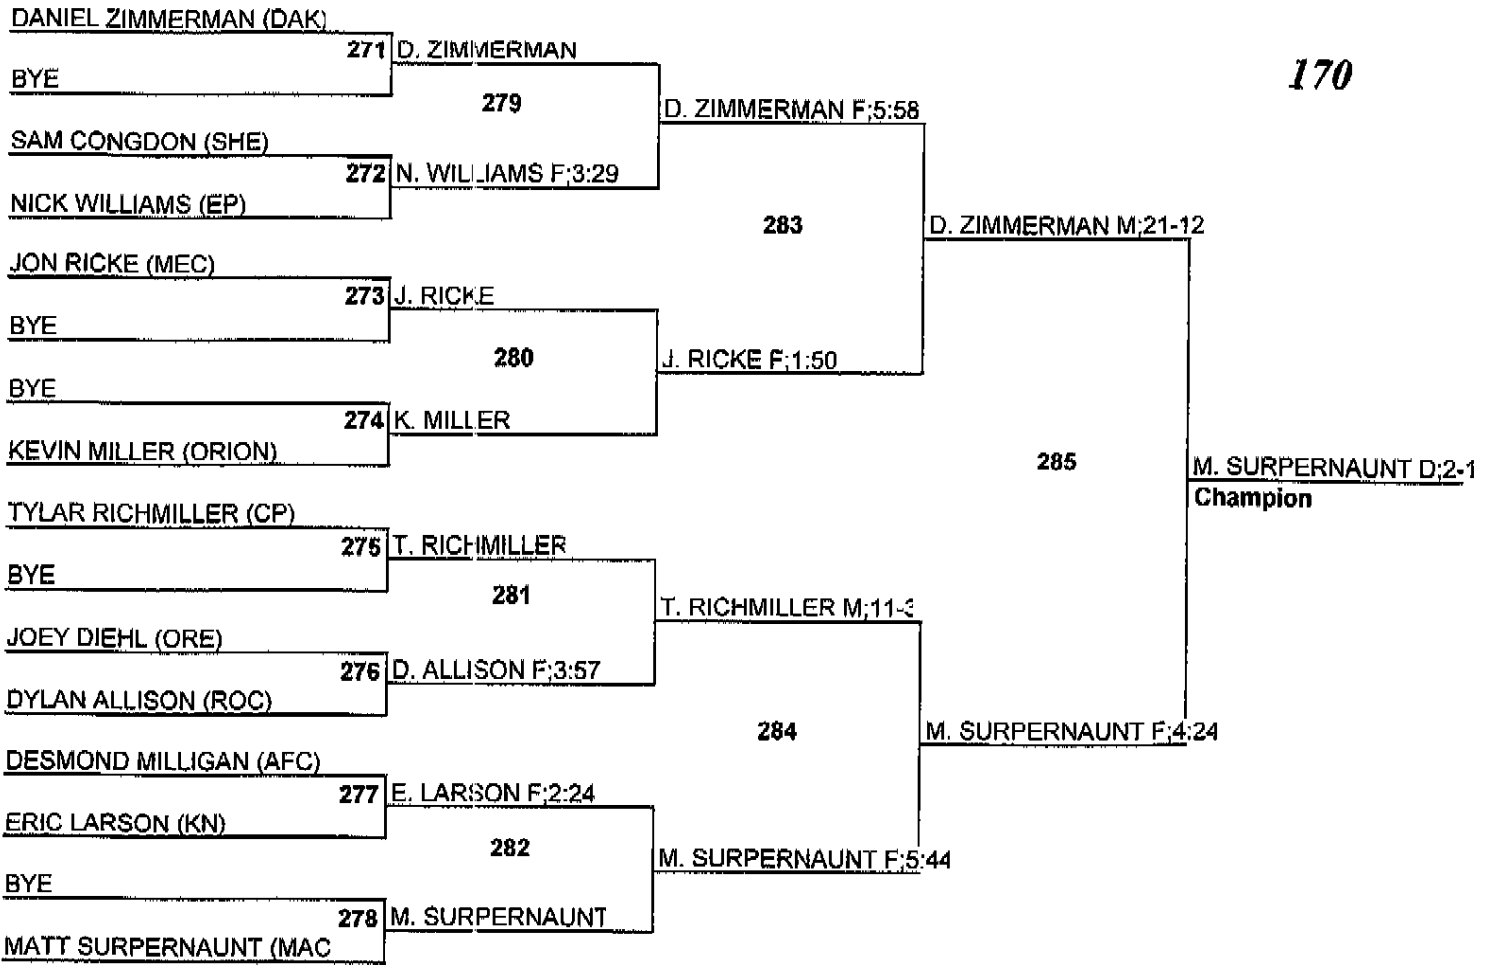 DANIEL ZIMMERMAN (DAK)
271 D. ZIMMERMAN
BYE
170
279
D. ZIMMERMAN F;5:58
SAM CONGDON (SHE)
272 N. WILLIAMS F;3:29
NICK WILLIAMS (EP)
283
D. ZIMMERMAN M;21-12
JON RICKE (MEC)
273 J. RICKE
BYE
280
J. RICKE F;1:50
BYE
274 K. MILLER
KEVIN MILLER (ORION)
285
M. SURPERNAUNT D;2-1
Champion
TYLAR RICHMILLER (CP)
275 T. RICHMILLER
BYE
281
T. RICHMILLER M;11-3
JOEY DIEHL (ORE)
276 D. ALLISON F;3:57
DYLAN ALLISON (ROC)
284
M. SURPERNAUNT F;4:24
DESMOND MILLIGAN (AFC)
277 E. LARSON F;2:24
ERIC LARSON (KN)
282
M. SURPERNAUNT F;5:44
BYE
278 M. SURPERNAUNT
MATT SURPERNAUNT (MAC